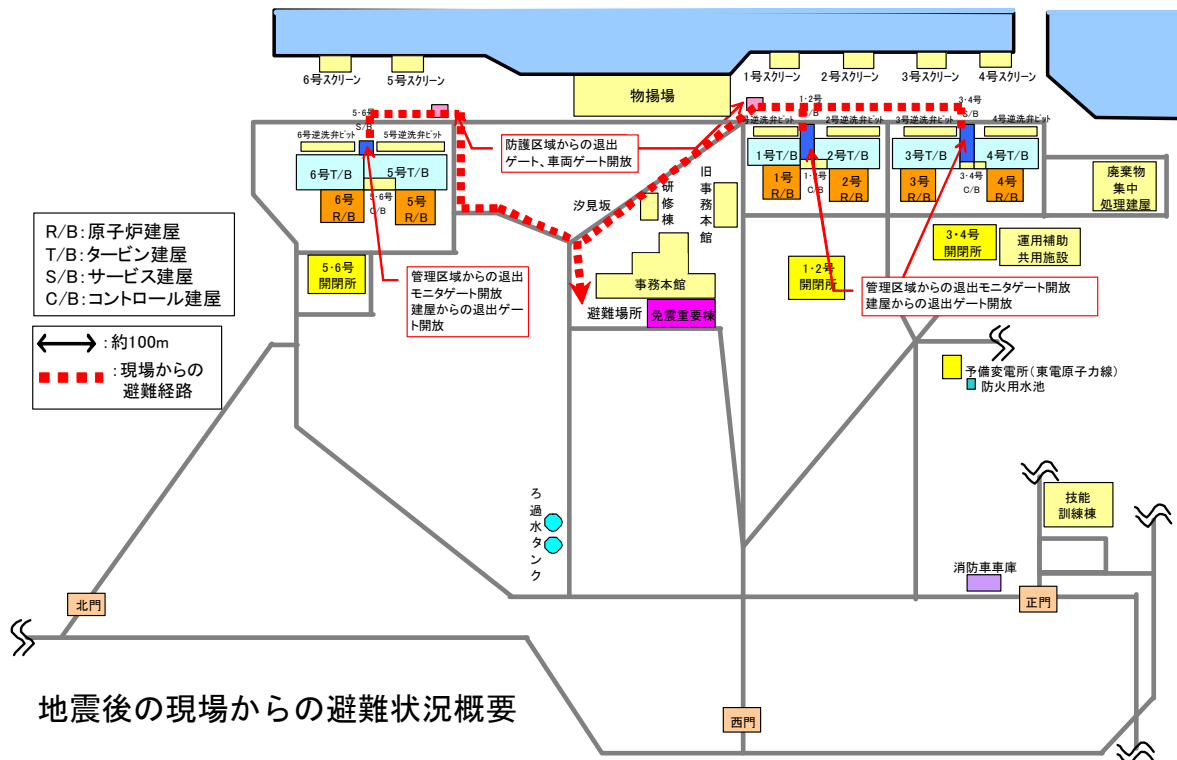 6号スクリーン
5号スクリーン
1号スクリーン
2号スクリーン
3号スクリーン
4号スクリーン
物揚場
5・6号
S/B
1・2号
3・4号
S/B
6号逆洗弁ピット
5号逆洗弁ピット
号逆洗弁ピット
2号逆洗弁ピット
3号逆洗弁ピット
4号逆洗弁ピット
防護区域からの退出
ゲート、車両ゲート開放
6号T/B
5号T/B
1号T/B
2号T/B
3号T/B
4号T/B
6号
R/B
5・6号
C/B
5号
R/B
1号
R/B
2号
R/B
3号
R/B
3・4号
C/B
4号
R/B
廃棄物
集中
処理建屋
研修棟
旧事務本館
汐見坂
R/B:原子炉建屋
T/B:タービン建屋
S/B:サービス建屋
C/B:コントロール建屋
:約100m
:現場からの
避難経路
5・6号
開閉所
管理区域からの退出
モニタゲート開放
建屋からの退出ゲー
ト開放
事務本館
避難場所
免震重要棟
1・2号
開閉所
3・4号
開閉所
運用補助
共用施設
管理区域からの退出モニタゲート開放
建屋からの退出ゲート開放
予備変電所(東電原子力線)
防火用水池
ろ過水タンク
技能
訓練棟
消防車車庫
北門
正門
西門
地震後の現場からの避難状況概要